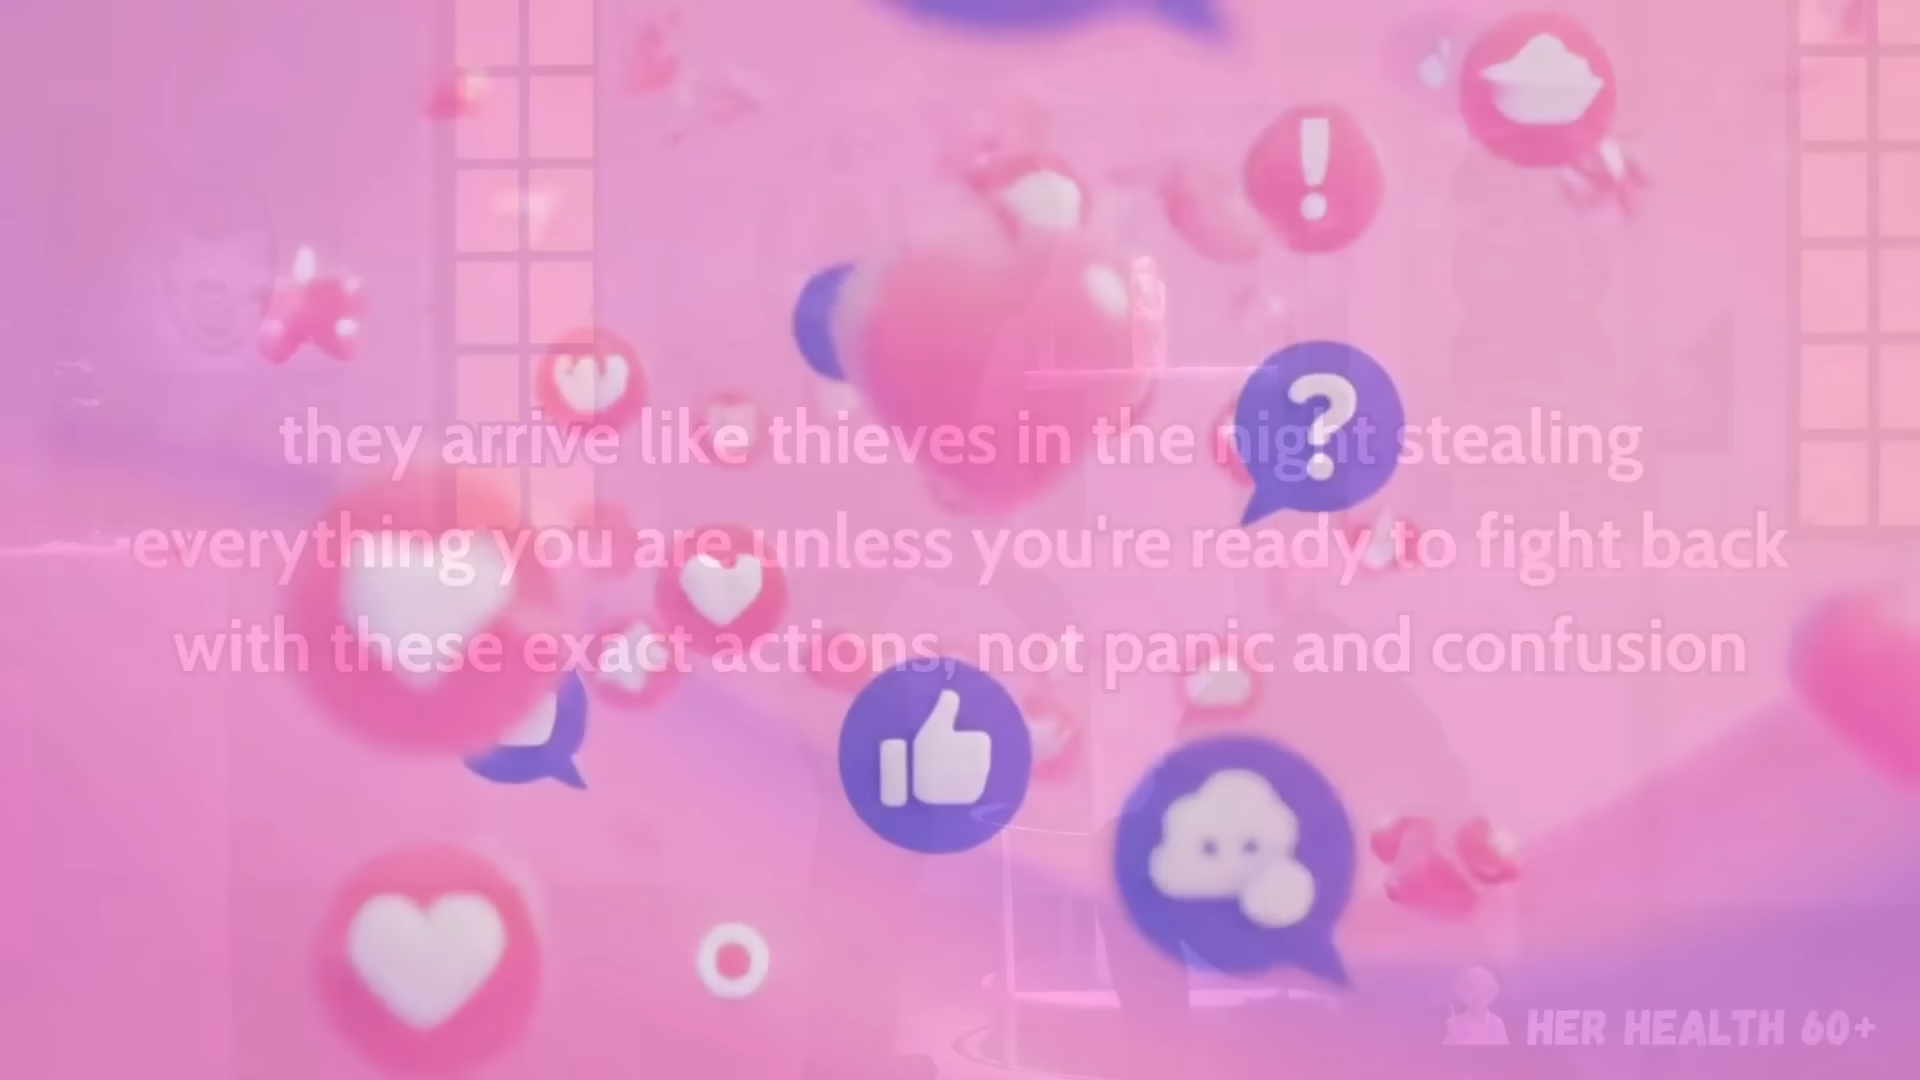 they arrive like thieves in the night stealing
everything you are unless you're ready to fight back
with these exact actions, not panic and confusion
HER HEALTH 60+